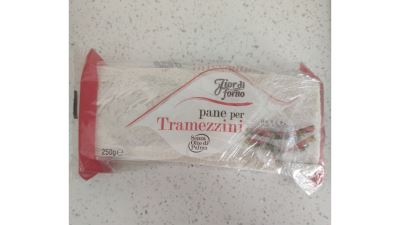 Fior di
forno
pane per
Tramezzini
Senza
Olio di
Palma
250g e